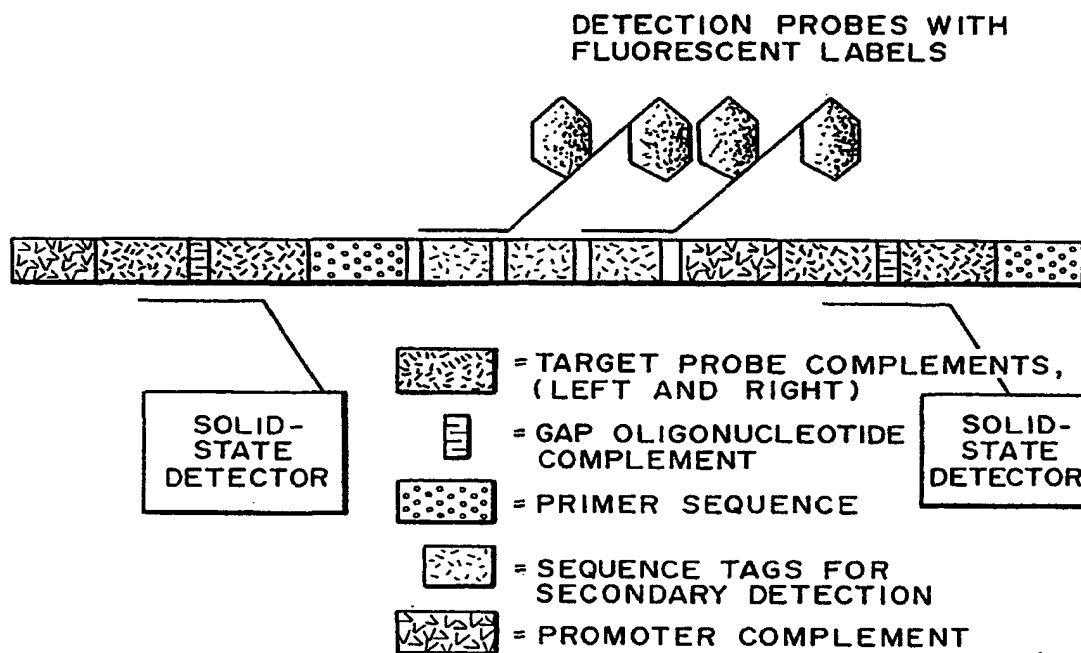 DETECTION PROBES WITH
FLUORESCENT LABELS
= TARGET PROBE COMPLEMENTS,
(LEFT AND RIGHT)
= GAP OLIGONUCLEOTIDE
COMPLEMENT
= PRIMER SEQUENCE
= SEQUENCE TAGS FOR
SECONDARY DETECTION
= PROMOTER COMPLEMENT
SOLID-
STATE
DETECTOR
SOLID-
STATE
DETECTOR